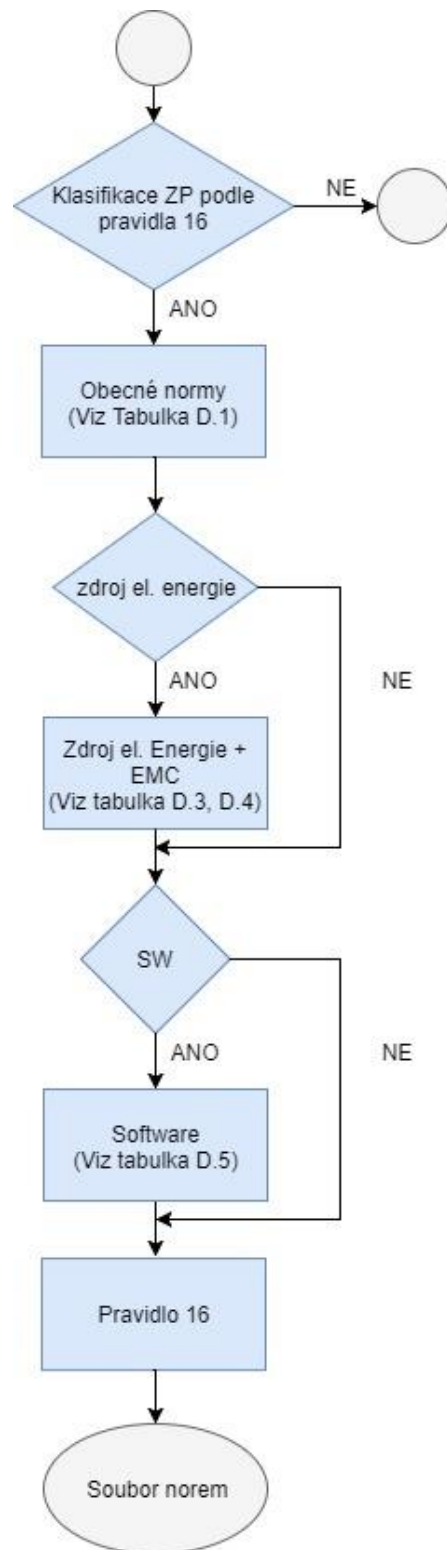 Klasifikace ZP podle
pravidla 16
NE
ANO
Obecné normy
(Viz Tabulka D.1)
zdroj el. energie
ANO
NE
Zdroj el. Energie +
EMC
(Viz tabulka D.3, D.4)
SW
ANO
NE
Software
(Viz tabulka D.5)
Pravidlo 16
Soubor norem